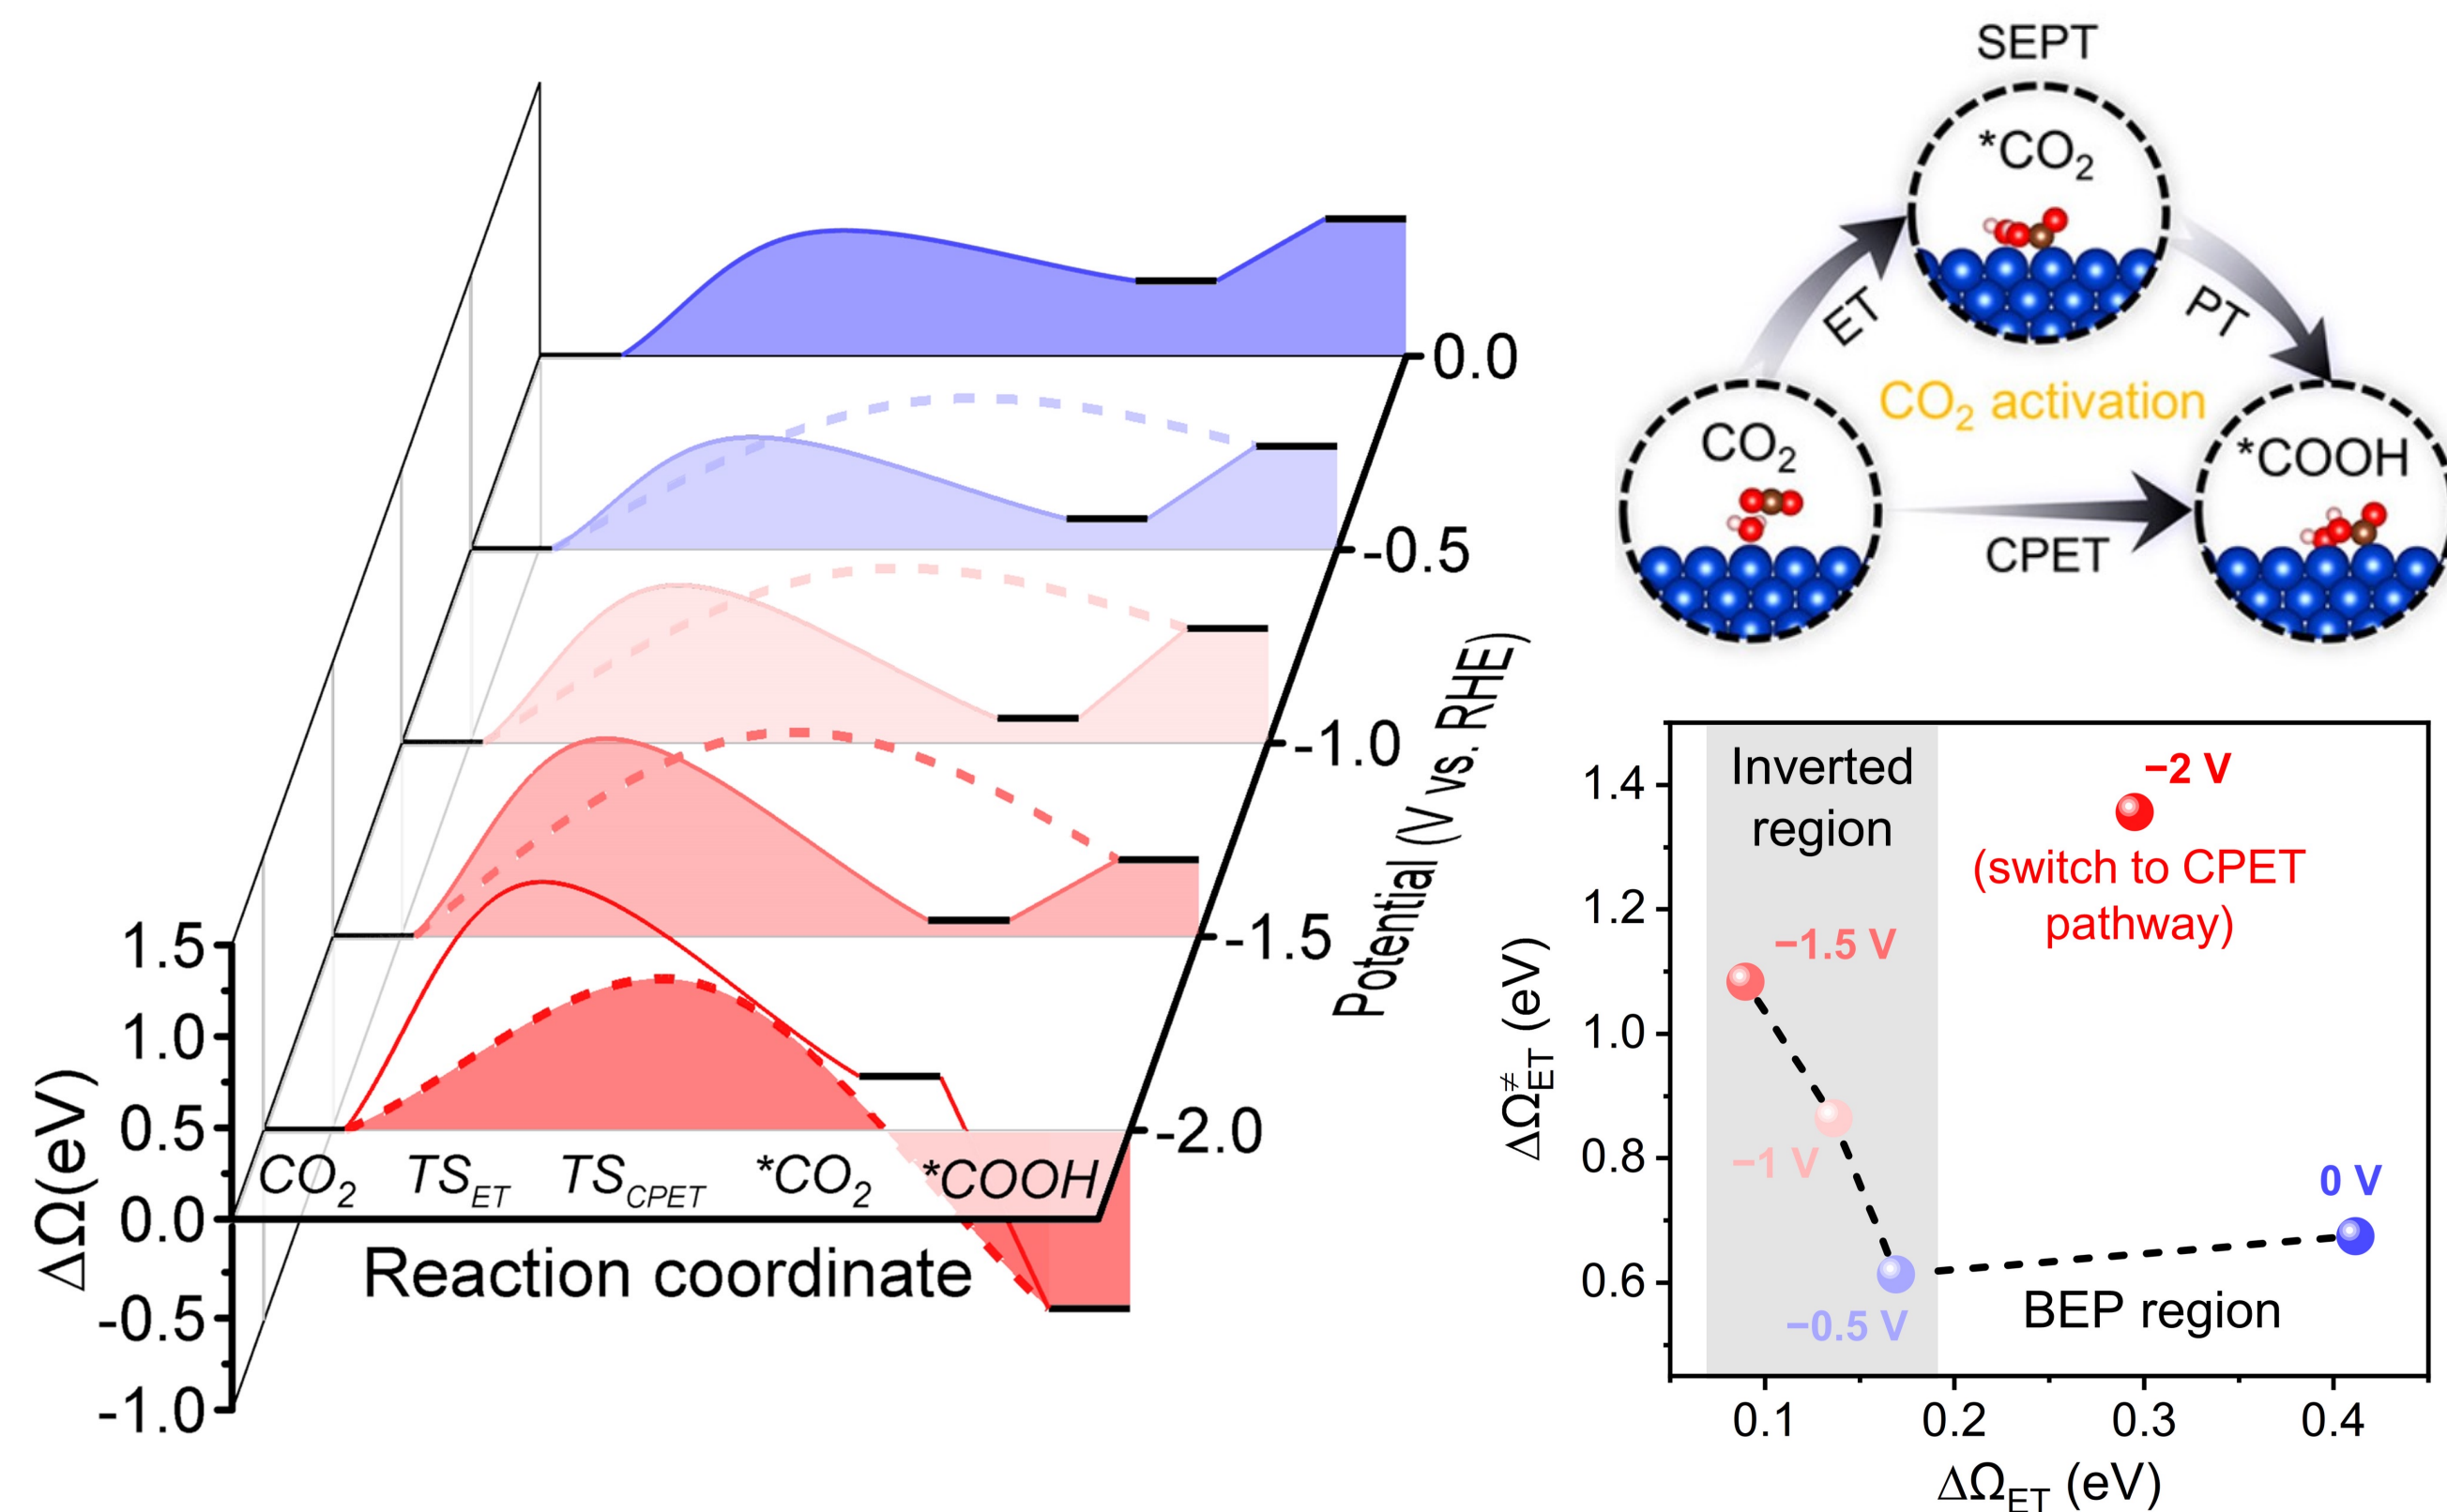 0.0
-0.5
-1.0
-1.5
-2.0
Potential (V vs. RHE)
1.5
1.0
0.5
0.0
-0.5
-1.0
ΔΩ(eV)
CO₂
TS_ET
TS_CPET
*CO₂
*COOH
Reaction coordinate
SEPT
*CO₂
ET
PT
CO₂ activation
CO₂
*COOH
CPET
Inverted
region
−2 V
(switch to CPET
pathway)
−1.5 V
−1 V
−0.5 V
0 V
BEP region
1.4
1.2
1.0
0.8
0.6
ΔΩ≠ET (eV)
0.1
0.2
0.3
0.4
ΔΩ_ET (eV)